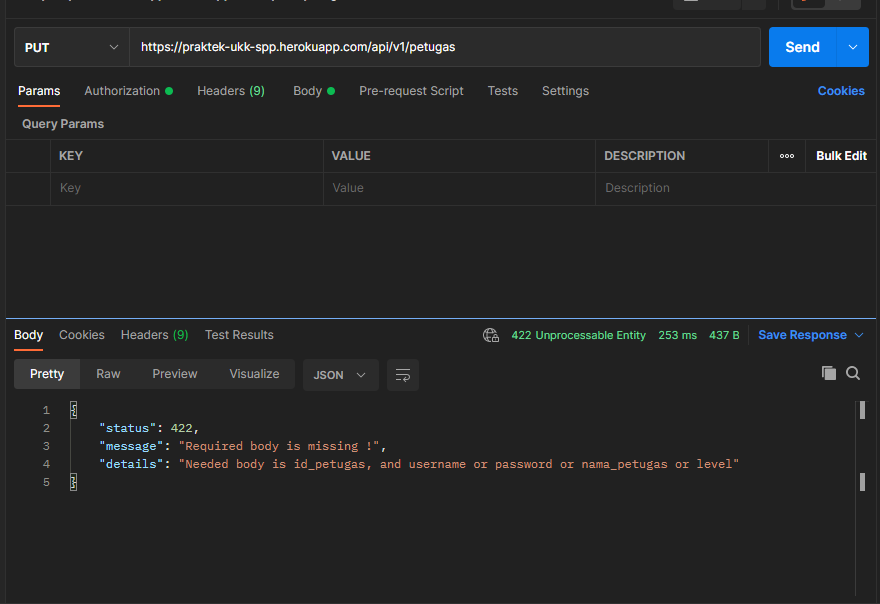 PUT https://praktek-ukk-spp.herokuapp.com/api/v1/petugas Send
Params Authorization Headers (9) Body Pre-request Script Tests Settings Cookies
Query Params
KEY VALUE DESCRIPTION ooo Bulk Edit
Key Value Description
Body Cookies Headers (9) Test Results 422 Unprocessable Entity 253 ms 437 B Save Response
Pretty Raw Preview Visualize JSON
1 {
2 "status": 422,
3 "message": "Required body is missing !",
4 "details": "Needed body is id_petugas, and username or password or nama_petugas or level"
5 }